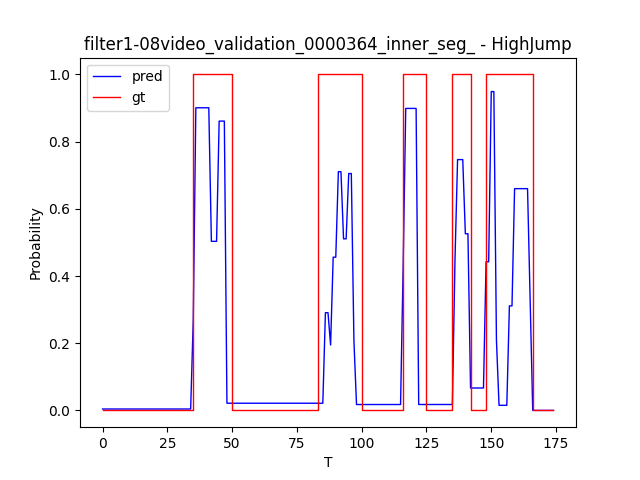 filter1-08video_validation_0000364_inner_seg_ - HighJump
pred
gt
1.0
0.8
0.6
0.4
0.2
0.0
Probability
0 25 50 75 100 125 150 175
T